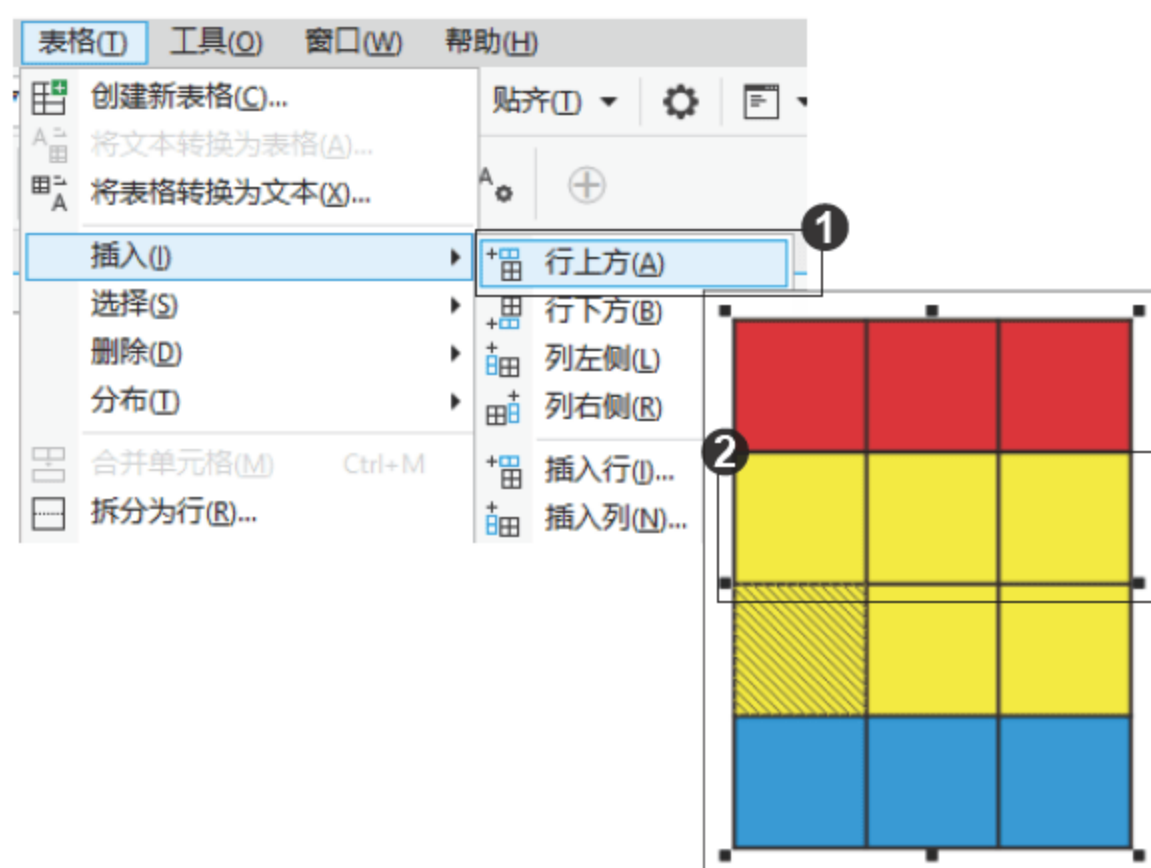 表格(T) 工具(O) 窗口(W) 帮助(H)
创建新表格(C)...
贴齐(T)
将文本转换为表格(A)...
将表格转换为文本(X)...
插入(I)
选择(S)
删除(D)
分布(T)
合并单元格(M) Ctrl+M
拆分为行(R)...
1
行上方(A)
行下方(B)
列左侧(L)
列右侧(R)
插入行(I)...
插入列(N)...
2